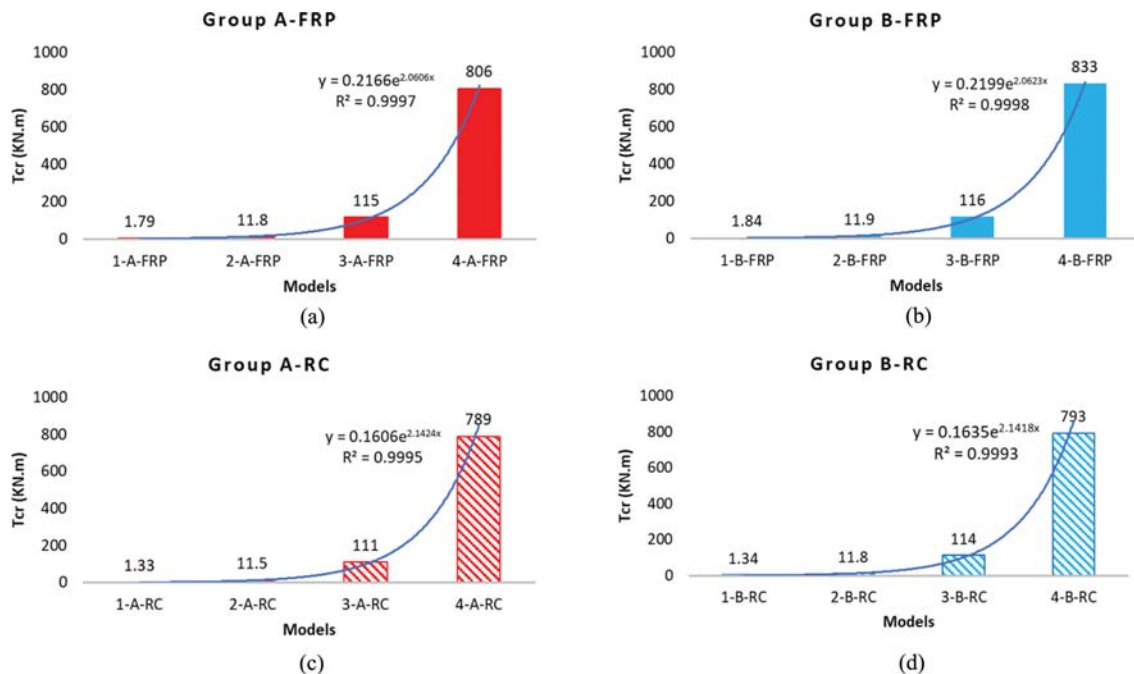 Group A-FRP
1000
800
600
400
200
0
Tcr (KN.m)
y = 0.2166e^2.0606x
R² = 0.9997
1.79
11.8
115
806
1-A-FRP 2-A-FRP 3-A-FRP 4-A-FRP
Models
(a)
Group B-FRP
1000
800
600
400
200
0
Tcr (KN.m)
y = 0.2199e^2.0623x
R² = 0.9998
1.84
11.9
116
833
1-B-FRP 2-B-FRP 3-B-FRP 4-B-FRP
Models
(b)
Group A-RC
1000
800
600
400
200
0
Tcr (KN.m)
y = 0.1606e^2.1424x
R² = 0.9995
1.33
11.5
111
789
1-A-RC 2-A-RC 3-A-RC 4-A-RC
Models
(c)
Group B-RC
1000
800
600
400
200
0
Tcr (KN.m)
y = 0.1635e^2.1418x
R² = 0.9993
1.34
11.8
114
793
1-B-RC 2-B-RC 3-B-RC 4-B-RC
Models
(d)